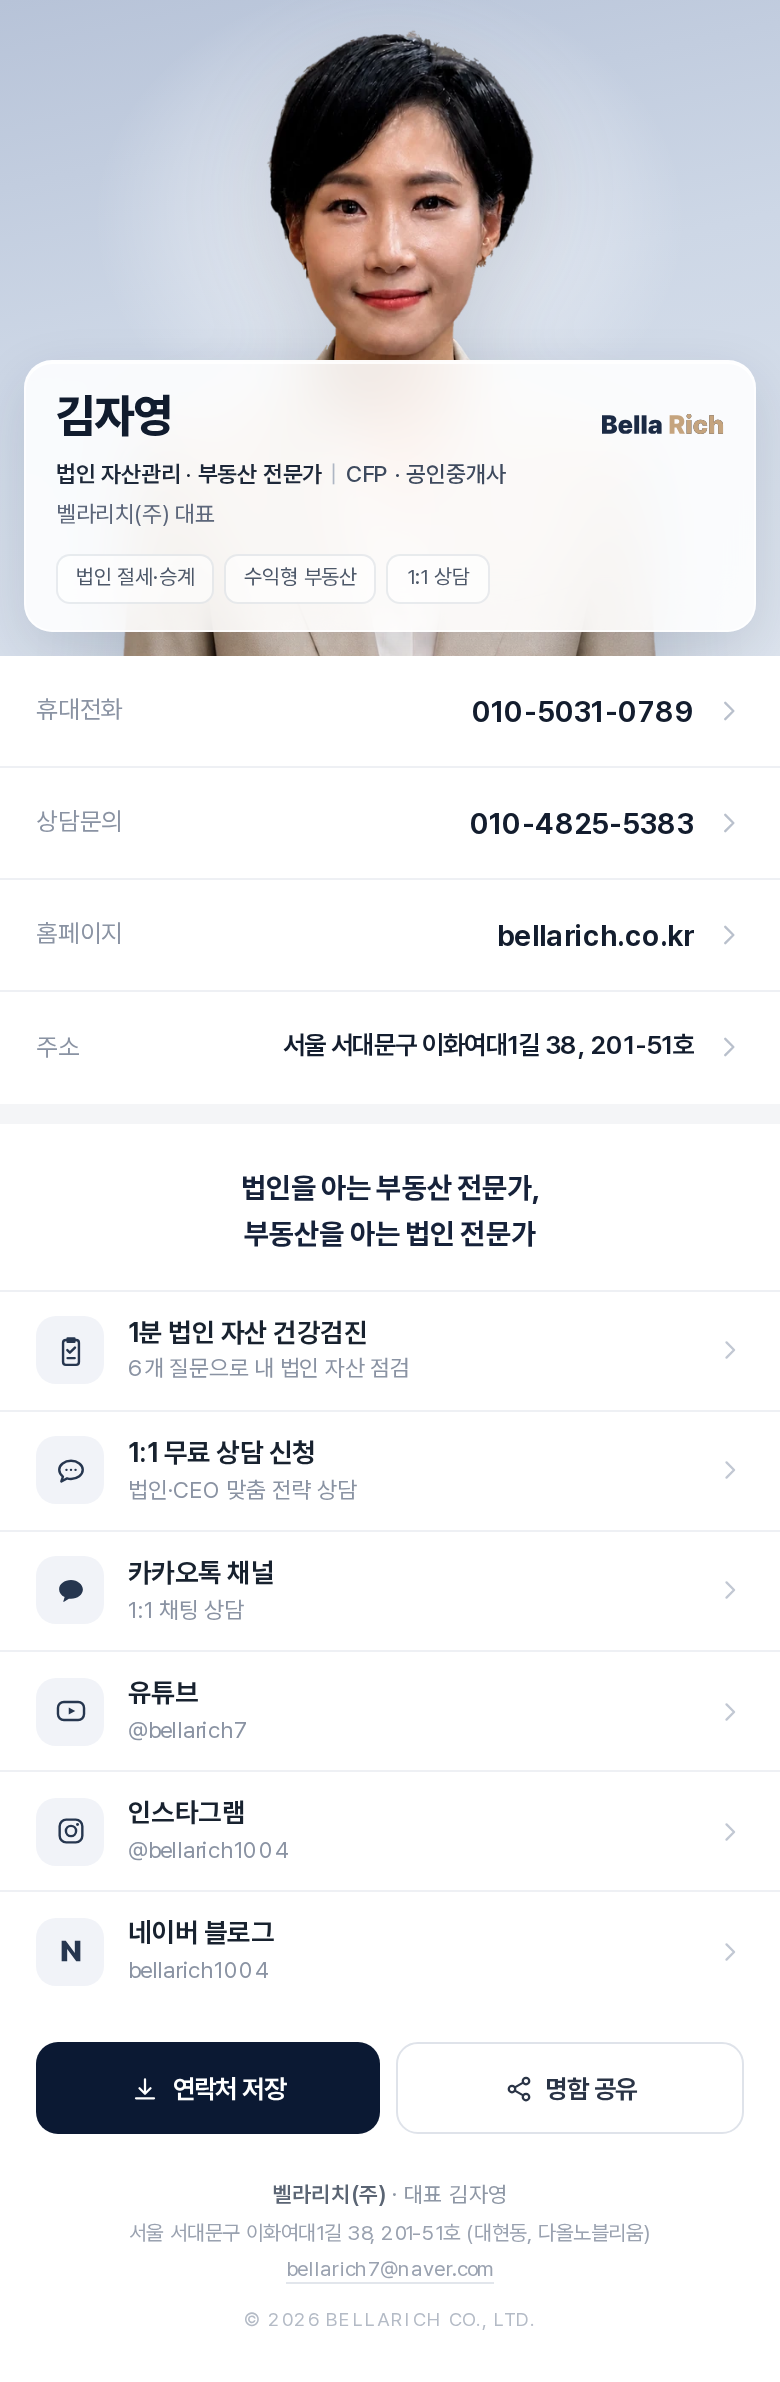 김자영
Bella Rich
법인 자산관리 · 부동산 전문가 | CFP · 공인중개사
벨라리치(주) 대표
법인 절세·승계
수익형 부동산
1:1 상담
휴대전화
010-5031-0789
상담문의
010-4825-5383
홈페이지
bellarich.co.kr
주소
서울 서대문구 이화여대1길 38, 201-51호
법인을 아는 부동산 전문가,
부동산을 아는 법인 전문가
1분 법인 자산 건강검진
6개 질문으로 내 법인 자산 점검
1:1 무료 상담 신청
법인·CEO 맞춤 전략 상담
카카오톡 채널
1:1 채팅 상담
유튜브
@bellarich7
인스타그램
@bellarich1004
N
네이버 블로그
bellarich1004
연락처 저장
명함 공유
벨라리치(주) · 대표 김자영
서울 서대문구 이화여대1길 38, 201-51호 (대현동, 다올노블리움)
bellarich7@naver.com
© 2026 BELLARICH CO., LTD.